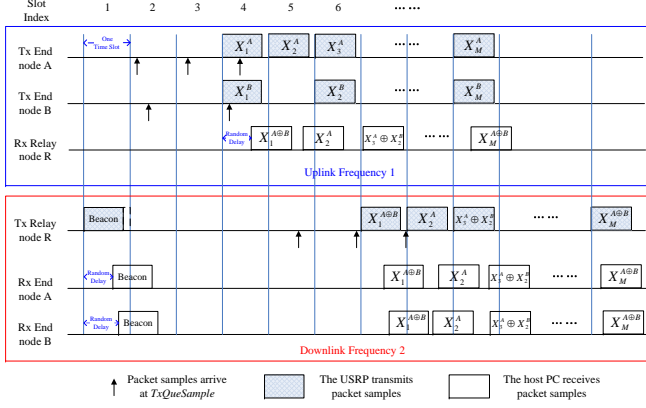 Slot
Index 1 2 3 4 5 6 ... ...
One
Time Slot
Tx End
node A
X_1^A X_2^A X_3^A ... ... X_M^A
Tx End
node B
X_1^B X_2^B ... ... X_M^B
Random
Delay
Rx Relay
node R
X_1^{A⊕B} X_2^A X_3^A ⊕ X_2^B ... ... X_M^{A⊕B}
Uplink Frequency 1
Tx Relay
node R
Beacon X_1^{A⊕B} X_2^A X_3^A ⊕ X_2^B ... ... X_M^{A⊕B}
Random
Delay
Rx End
node A
Beacon X_1^{A⊕B} X_2^A X_3^A ⊕ X_2^B ... ... X_M^{A⊕B}
Random
Delay
Rx End
node B
Beacon X_1^{A⊕B} X_2^A X_3^A ⊕ X_2^B ... ... X_M^{A⊕B}
Downlink Frequency 2
Packet samples arrive
at TxQueSample
The USRP transmits
packet samples
The host PC receives
packet samples